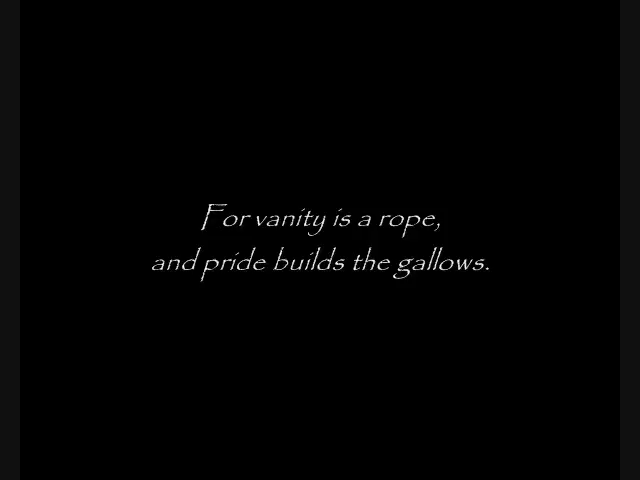 For vanity is a rope,
and pride builds the gallows.